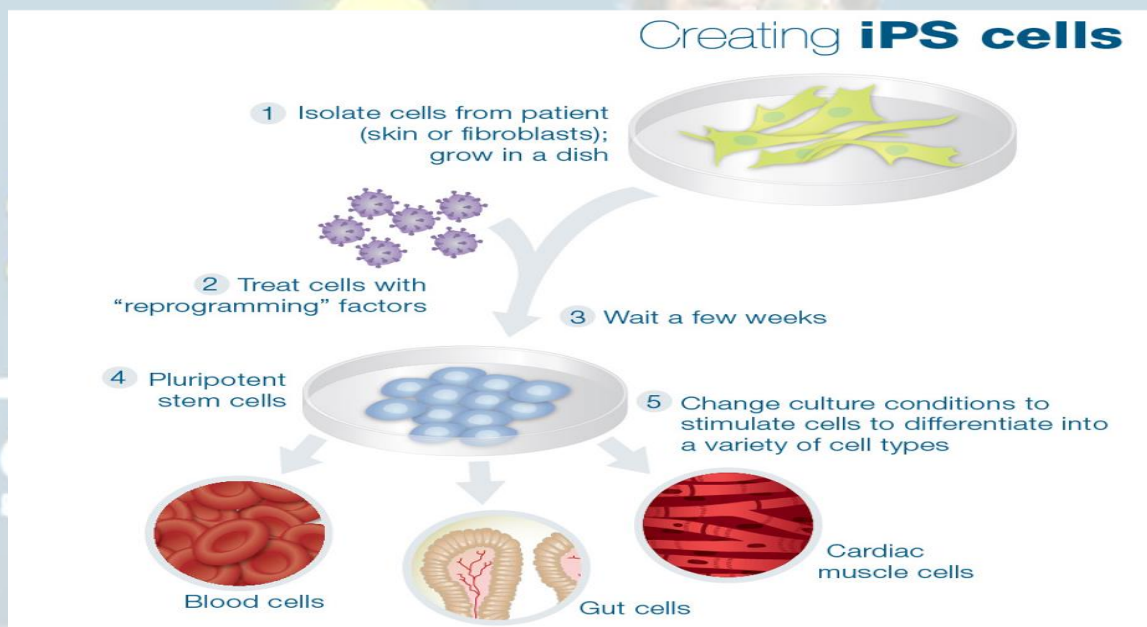 Creating iPS cells
1 Isolate cells from patient
(skin or fibroblasts);
grow in a dish
2 Treat cells with
“reprogramming” factors
3 Wait a few weeks
4 Pluripotent
stem cells
5 Change culture conditions to
stimulate cells to differentiate into
a variety of cell types
Blood cells
Gut cells
Cardiac
muscle cells